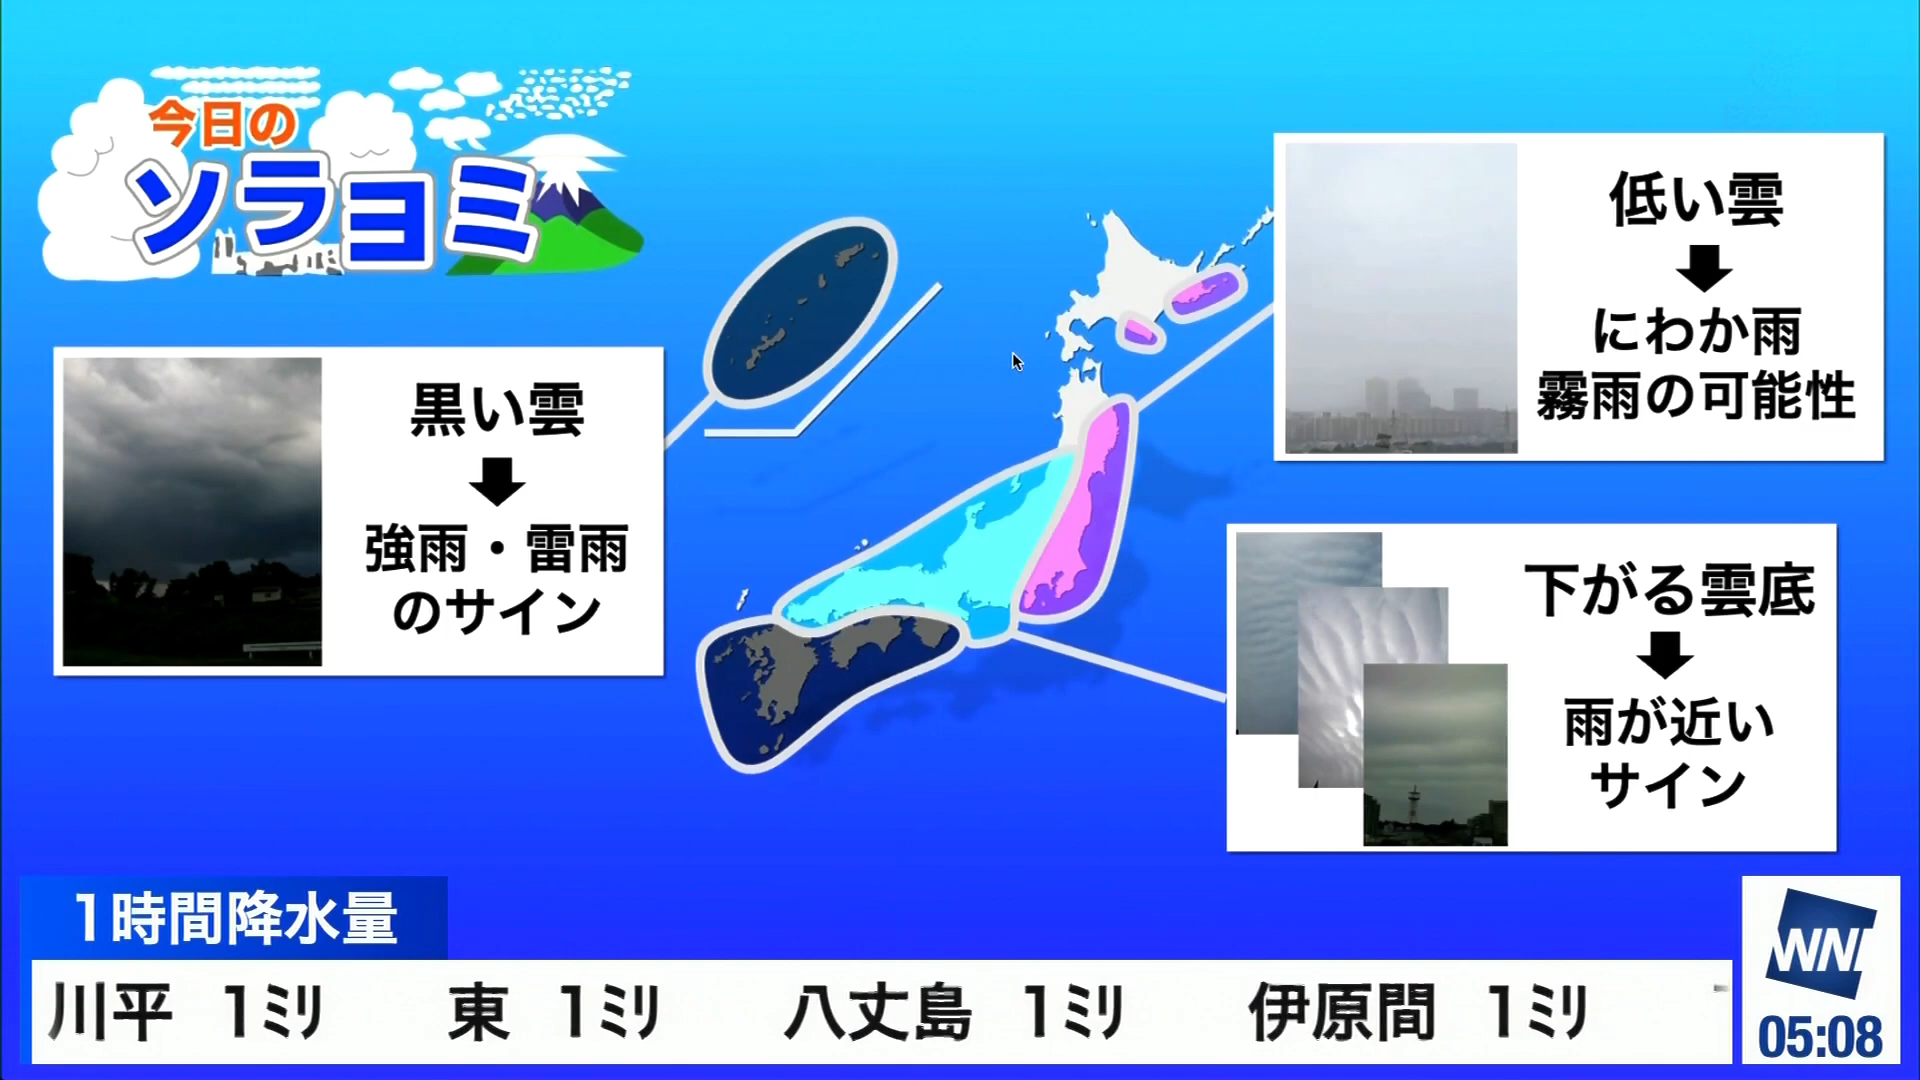 今日の
ソラヨミ
黒い雲
強雨・雷雨
のサイン
低い雲
にわか雨
霧雨の可能性
下がる雲底
雨が近い
サイン
1時間降水量
川平 1ミリ 東 1ミリ 八丈島 1ミリ 伊原間 1ミリ
WNI
05:08